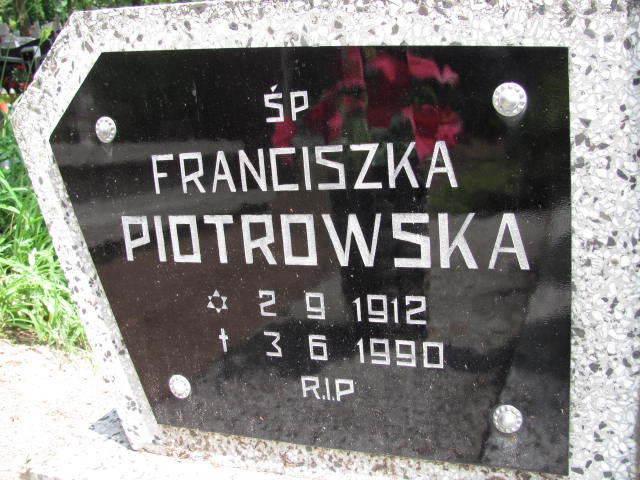 ŚP
FRANCISZKA
PIOTROWSKA
✡ 2 9 1912
† 3 6 1990
R.I.P